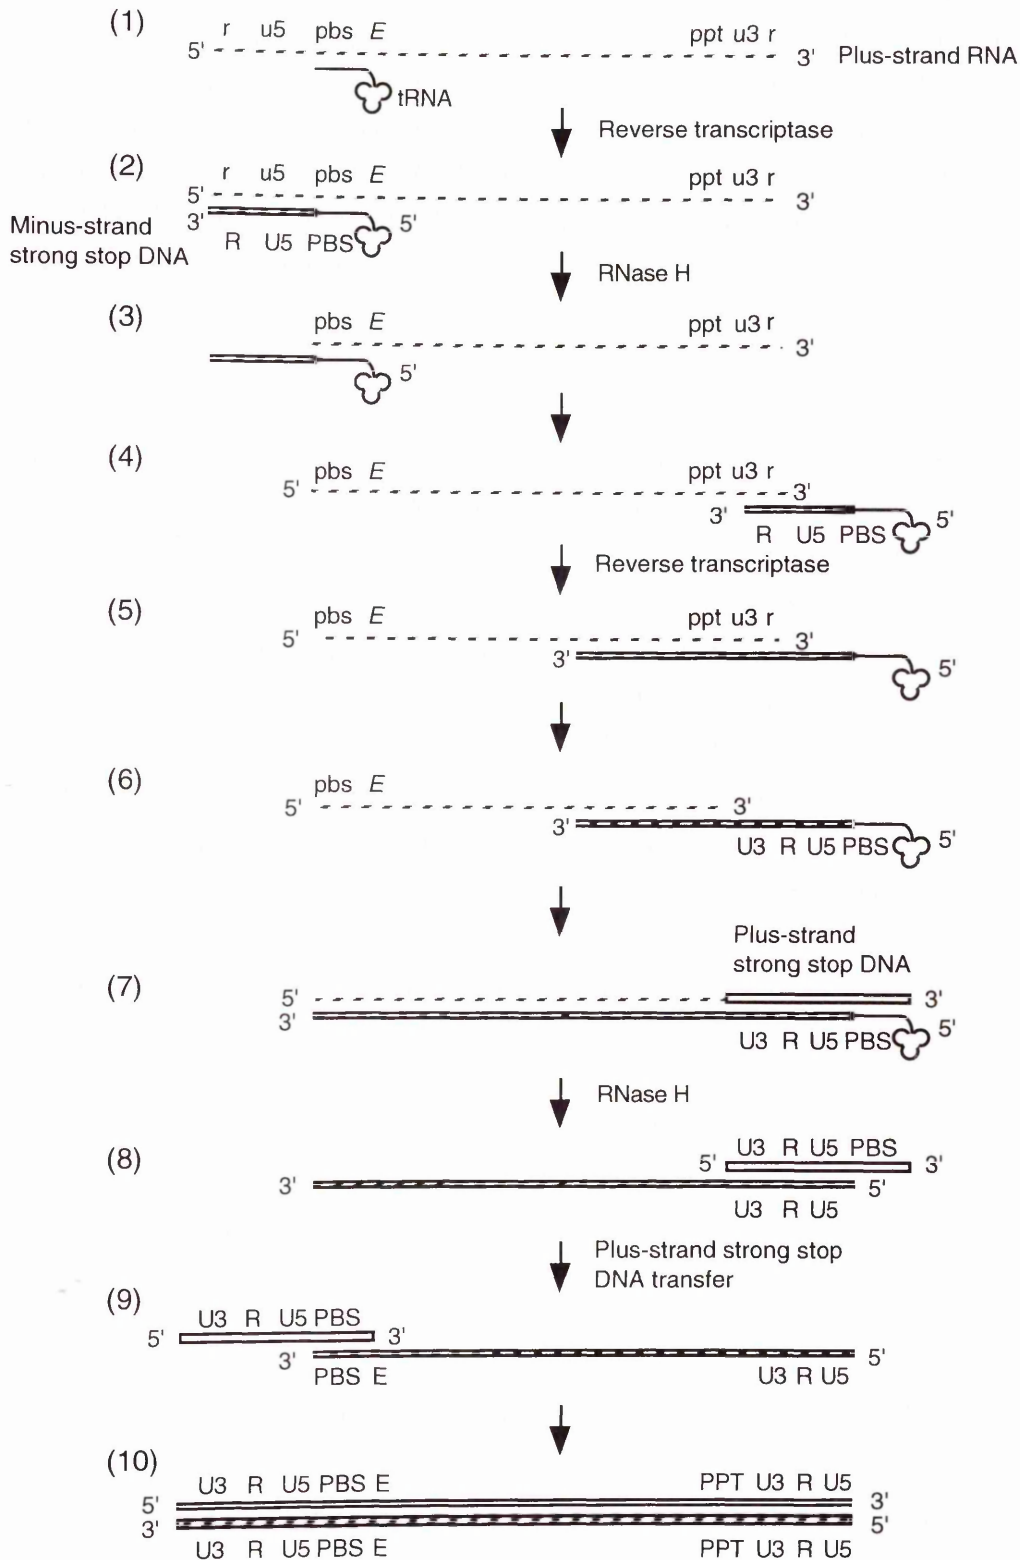 (1)
r u5 pbs E ppt u3 r
5' 3' Plus-strand RNA
tRNA
Reverse transcriptase
(2)
r u5 pbs E ppt u3 r
5' 3'
3' 5'
Minus-strand
strong stop DNA
R U5 PBS
RNase H
(3)
pbs E ppt u3 r
3'
5'
(4)
pbs E ppt u3 r
5' 3'
3' 5'
R U5 PBS
Reverse transcriptase
(5)
pbs E ppt u3 r
5' 3'
3' 5'
(6)
pbs E
5' 3'
3' 5'
U3 R U5 PBS
Plus-strand
strong stop DNA
(7)
5' 3'
3' 5'
U3 R U5 PBS
RNase H
(8)
U3 R U5 PBS
5' 3'
3' 5'
U3 R U5
Plus-strand strong stop
DNA transfer
(9)
U3 R U5 PBS
5' 3'
3' 5'
PBS E U3 R U5
(10)
U3 R U5 PBS E PPT U3 R U5
5' 3'
3' 5'
U3 R U5 PBS E PPT U3 R U5